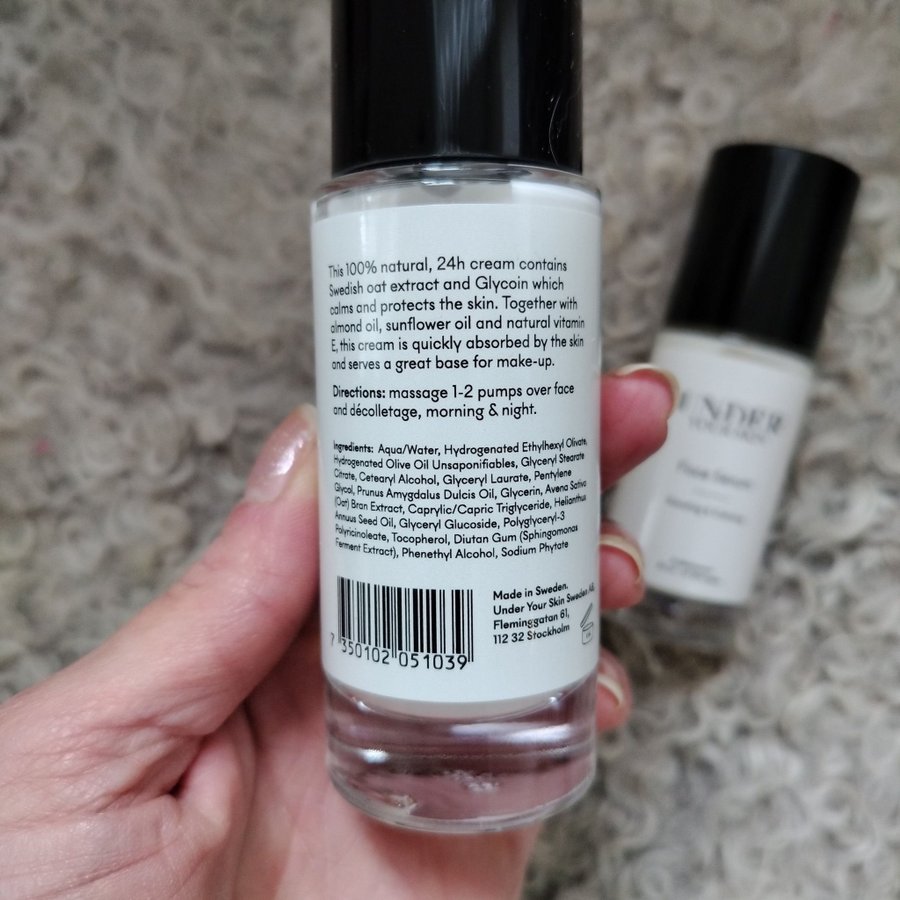 This 100% natural, 24h cream contains
Swedish oat extract and Glycoin which
calms and protects the skin. Together with
almond oil, sunflower oil and natural vitamin
E, this cream is quickly absorbed by the skin
and serves a great base for make-up.
Directions: massage 1-2 pumps over face
and décolletage, morning & night.
Ingredients: Aqua/Water, Hydrogenated Ethylhexyl Olivate,
Hydrogenated Olive Oil Unsaponifiables, Glyceryl Stearate
Citrate, Cetearyl Alcohol, Glyceryl Laurate, Pentylene
Glycol, Prunus Amygdalus Dulcis Oil, Glycerin, Avena Sativa
(Oat) Bran Extract, Caprylic/Capric Triglyceride, Helianthus
Annuus Seed Oil, Glyceryl Glucoside, Polyglyceryl-3
Polyricinoleate, Tocopherol, Diutan Gum (Sphingomonas
Ferment Extract), Phenethyl Alcohol, Sodium Phytate
7 350102 051039
Made in Sweden.
Under Your Skin Sweden AB,
Fleminggatan 61,
112 32 Stockholm
ENDER
YOUR SKIN